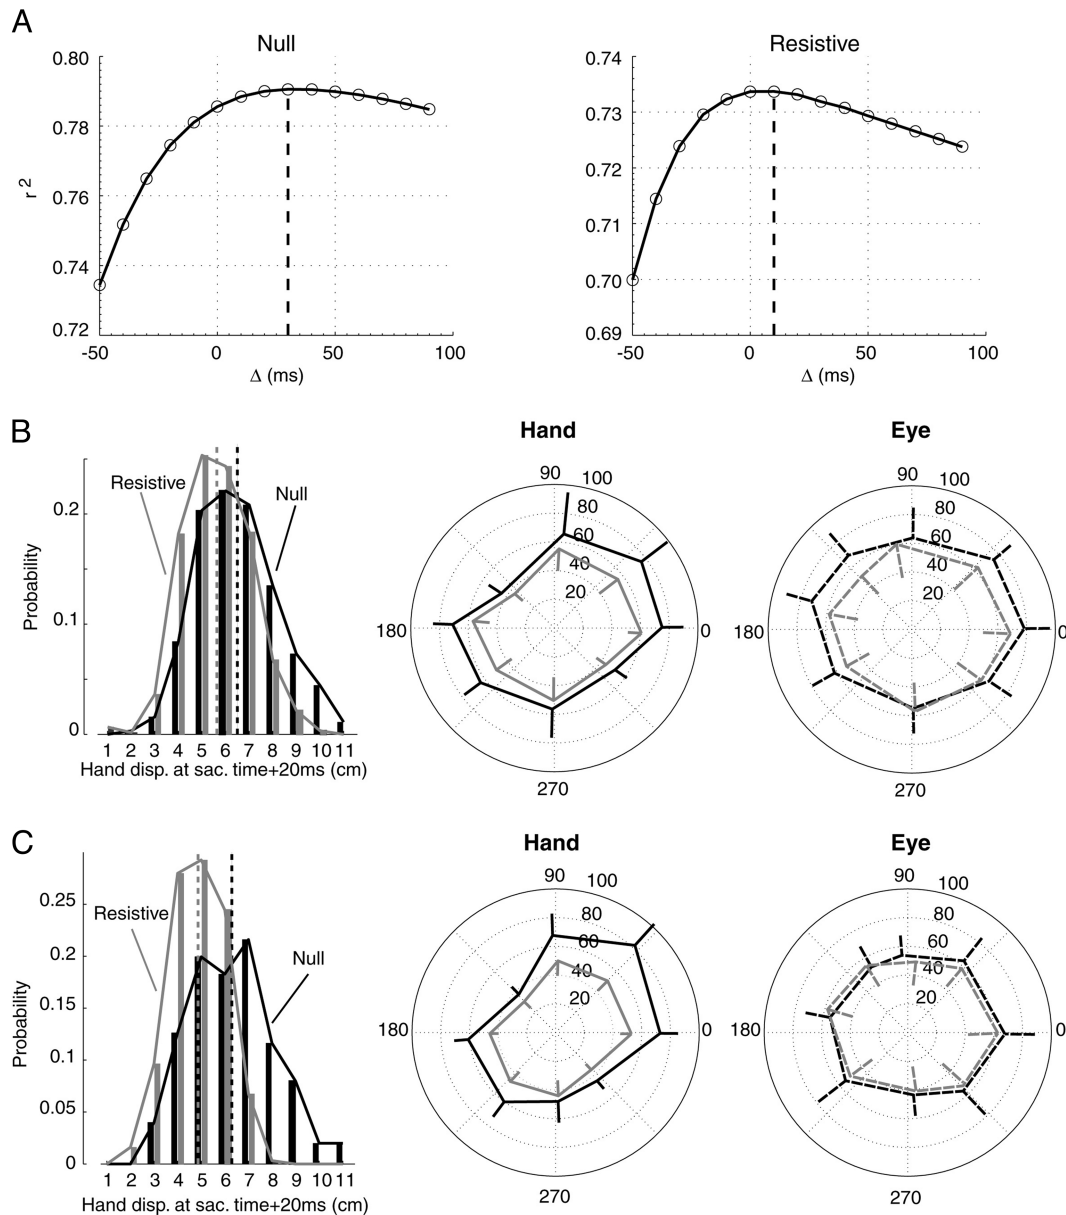 A
Null
Resistive
0.80
0.78
0.76
0.74
0.72
r 2
-50
0
50
100
Δ (ms)
0.74
0.73
0.72
0.71
0.70
0.69
-50
0
50
100
Δ (ms)
B
Resistive
Null
0.2
0.1
0
Probability
1 2 3 4 5 6 7 8 9 10 11
Hand disp. at sac. time+20ms (cm)
Hand
90
100
80
60
40
20
180
0
270
Eye
90
100
80
60
40
20
180
0
270
C
Resistive
Null
0.25
0.2
0.15
0.1
0.05
0
Probability
1 2 3 4 5 6 7 8 9 10 11
Hand disp. at sac. time+20ms (cm)
Hand
90
100
80
60
40
20
180
0
270
Eye
90
100
80
60
40
20
180
0
270